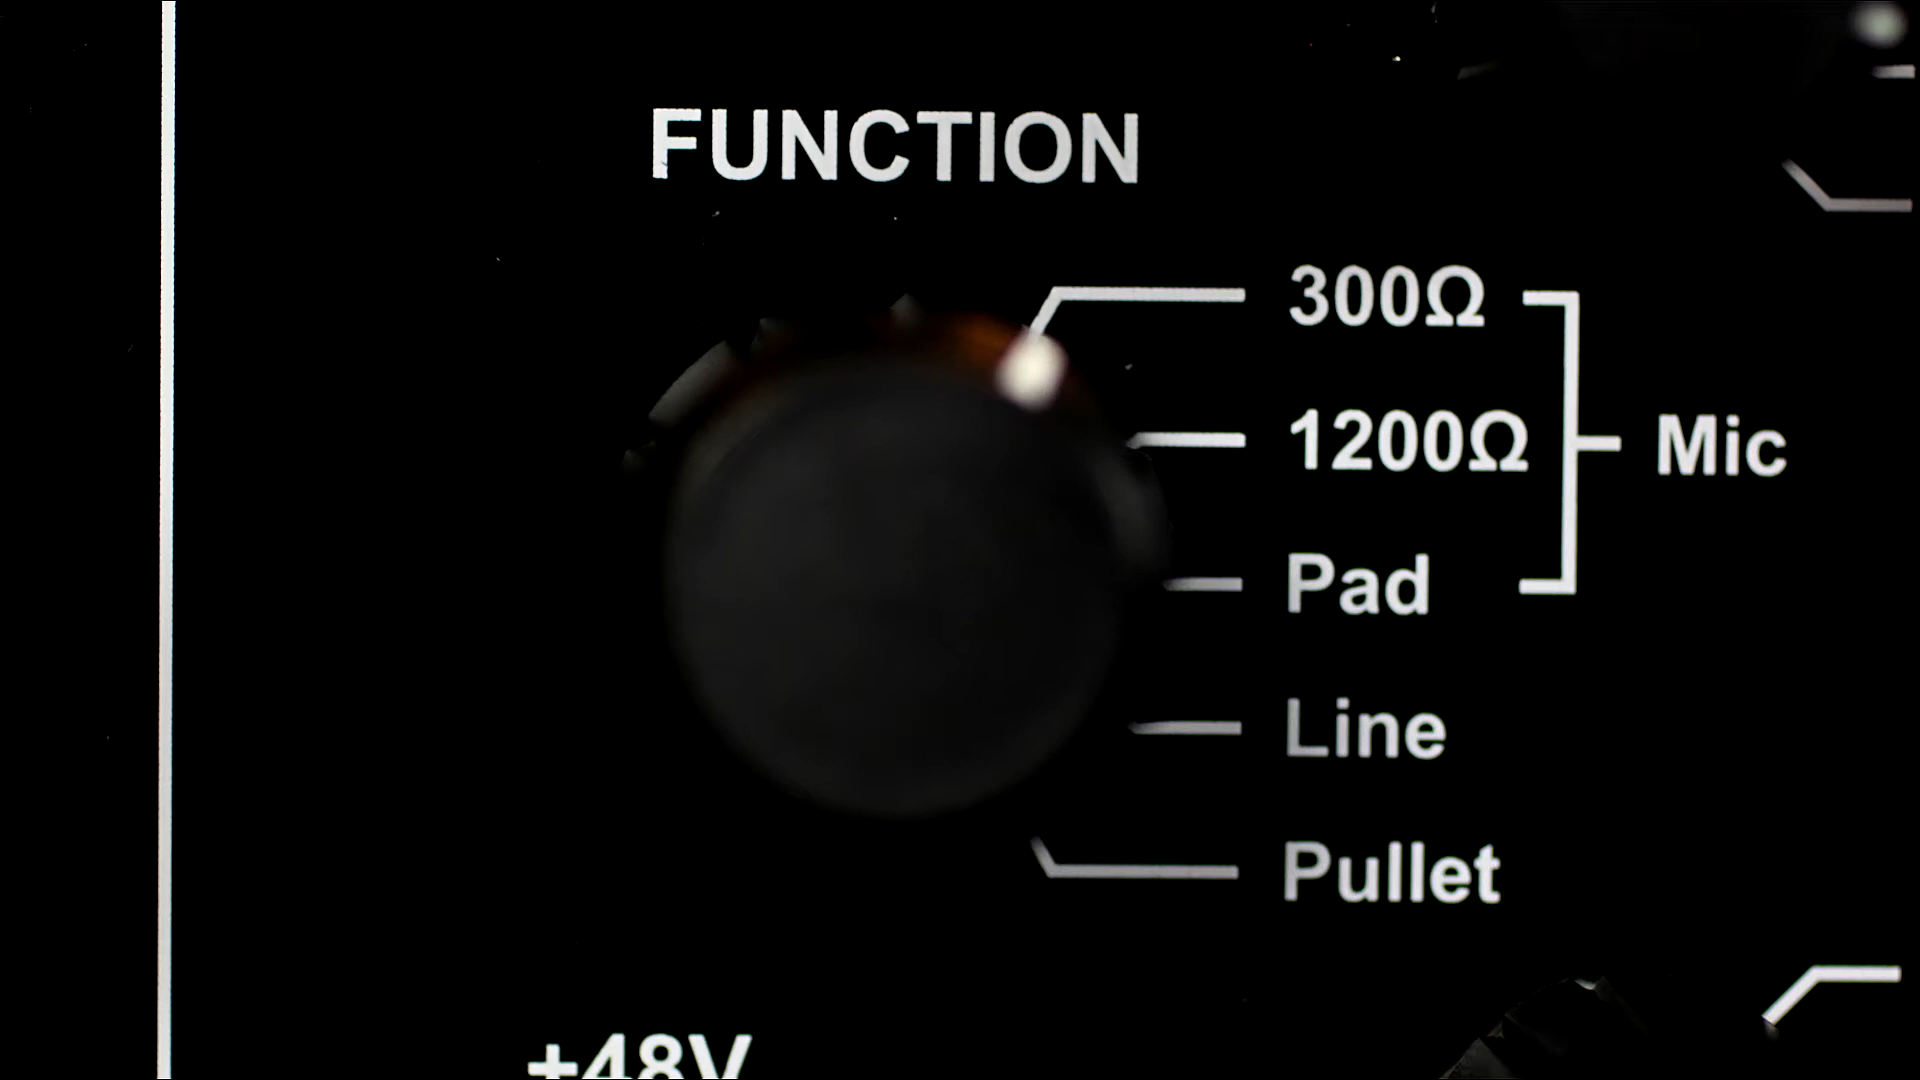 FUNCTION
300Ω
1200Ω
Mic
Pad
Line
Pullet
+48V